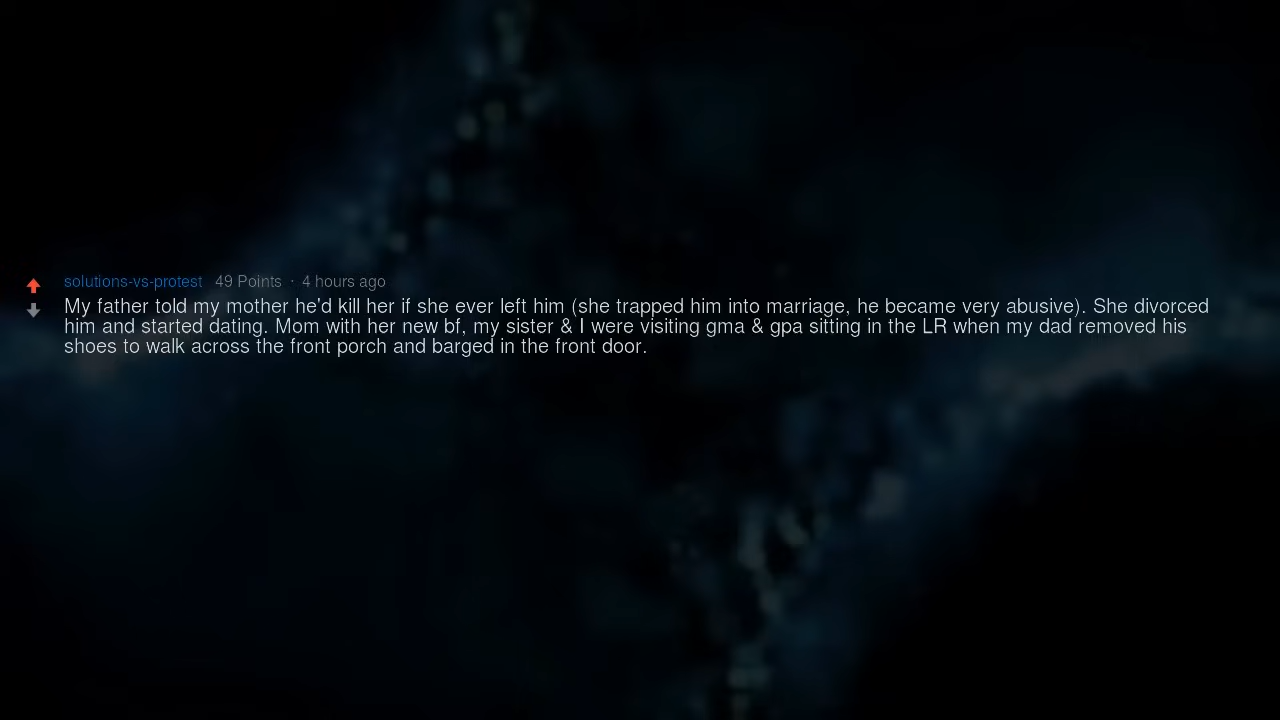 solutions-vs-protest 49 Points · 4 hours ago
My father told my mother he'd kill her if she ever left him (she trapped him into marriage, he became very abusive). She divorced
him and started dating. Mom with her new bf, my sister & I were visiting gma & gpa sitting in the LR when my dad removed his
shoes to walk across the front porch and barged in the front door.